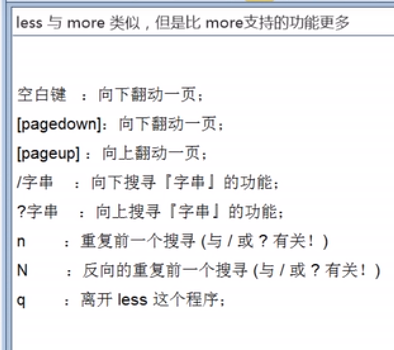 less 与 more 类似，但是比 more支持的功能更多
空白键 ：向下翻动一页；
[pagedown]：向下翻动一页；
[pageup]：向上翻动一页；
/字串 ：向下搜寻『字串』的功能；
?字串 ：向上搜寻『字串』的功能；
n ：重复前一个搜寻 (与 / 或 ? 有关！)
N ：反向的重复前一个搜寻 (与 / 或 ? 有关！)
q ：离开 less 这个程序；